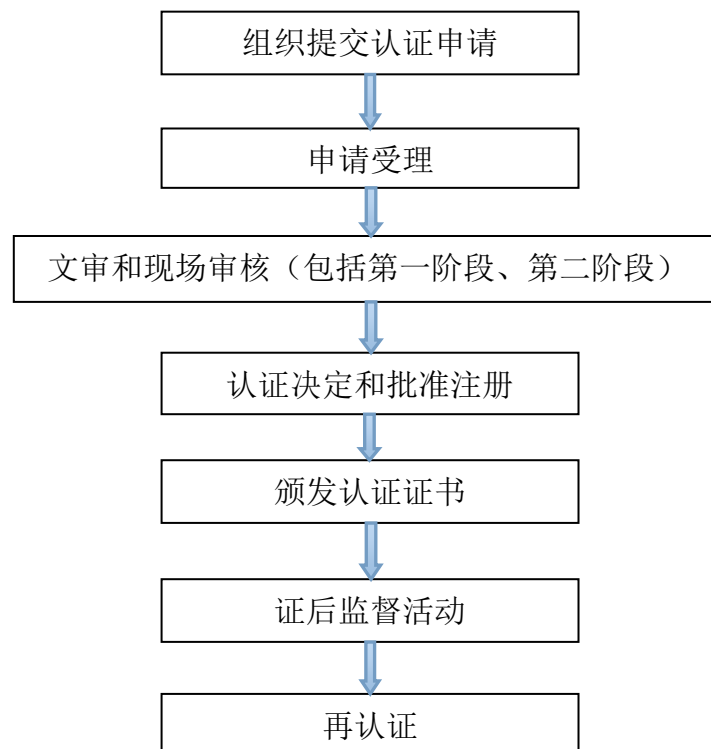 组织提交认证申请
申请受理
文审和现场审核（包括第一阶段、第二阶段）
认证决定和批准注册
颁发认证证书
证后监督活动
再认证